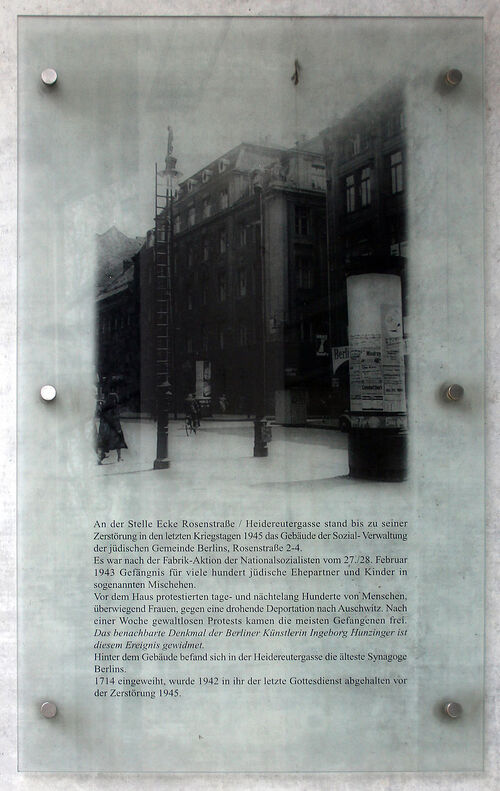 Berli
An der Stelle Ecke Rosenstraße / Heidereutergasse stand bis zu seiner
Zerstörung in den letzten Kriegstagen 1945 das Gebäude der Sozial- Verwaltung
der jüdischen Gemeinde Berlins, Rosenstraße 2-4.
Es war nach der Fabrik-Aktion der Nationalsozialisten vom 27./28. Februar
1943 Gefängnis für viele hundert jüdische Ehepartner und Kinder in
sogenannten Mischehen.
Vor dem Haus protestierten tage- und nächtelang Hunderte von Menschen,
überwiegend Frauen, gegen eine drohende Deportation nach Auschwitz. Nach
einer Woche gewaltlosen Protests kamen die meisten Gefangenen frei.
Das benachbarte Denkmal der Berliner Künstlerin Ingeborg Hunzinger ist
diesem Ereignis gewidmet.
Hinter dem Gebäude befand sich in der Heidereutergasse die älteste Synagoge
Berlins.
1714 eingeweiht, wurde 1942 in ihr der letzte Gottesdienst abgehalten vor
der Zerstörung 1945.